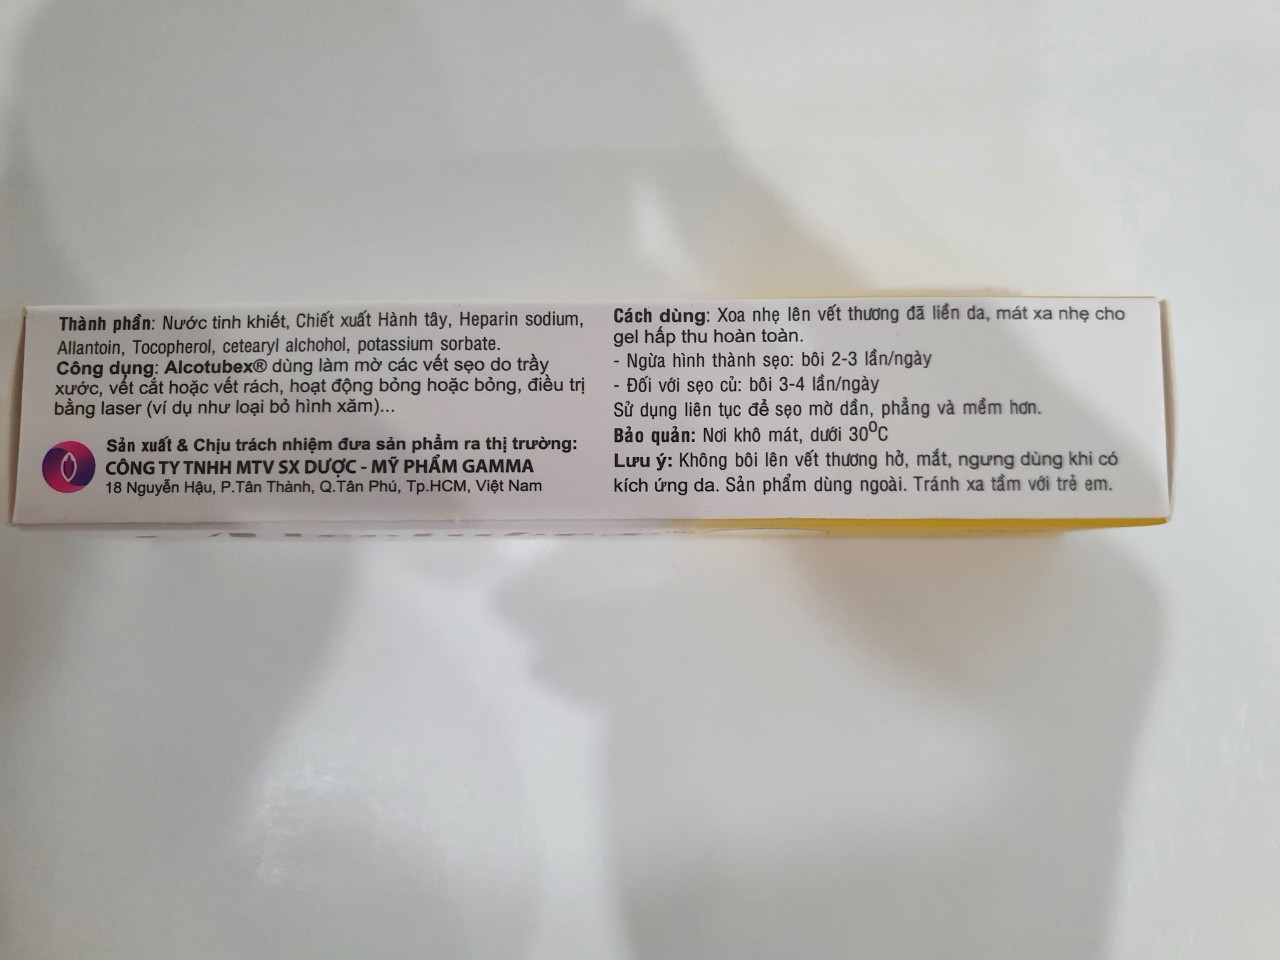 Thành phần: Nước tinh khiết, Chiết xuất Hành tây, Heparin sodium,
Allantoin, Tocopherol, cetearyl alchohol, potassium sorbate.
Công dụng: Alcotubex® dùng làm mờ các vết sẹo do trầy
xước, vết cắt hoặc vết rách, hoạt động bỏng hoặc bỏng, điều trị
bằng laser (ví dụ như loại bỏ hình xăm)...
Sản xuất & Chịu trách nhiệm đưa sản phẩm ra thị trường:
CÔNG TY TNHH MTV SX DƯỢC - MỸ PHẨM GAMMA
18 Nguyễn Hậu, P.Tân Thành, Q.Tân Phú, Tp.HCM, Việt Nam
Cách dùng: Xoa nhẹ lên vết thương đã liền da, mát xa nhẹ cho
gel hấp thu hoàn toàn.
- Ngừa hình thành sẹo: bôi 2-3 lần/ngày
- Đối với sẹo củ: bôi 3-4 lần/ngày
Sử dụng liên tục để sẹo mờ dần, phẳng và mềm hơn.
Bảo quản: Nơi khô mát, dưới 30⁰C
Lưu ý: Không bôi lên vết thương hở, mắt, ngưng dùng khi có
kích ứng da. Sản phẩm dùng ngoài. Tránh xa tầm với trẻ em.